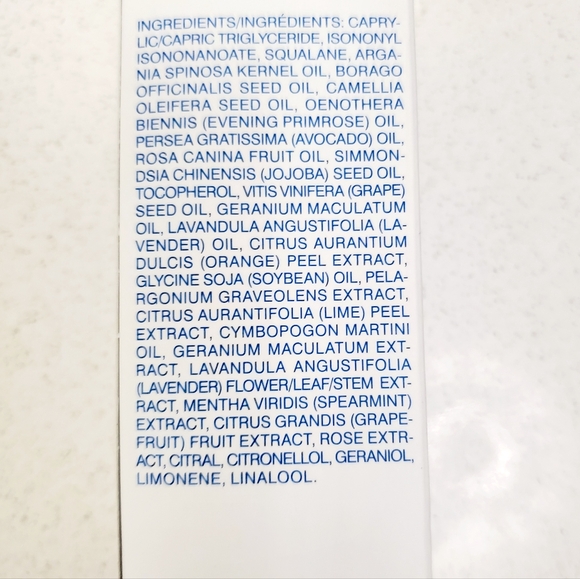 INGREDIENTS/INGRÉDIENTS: CAPRY-
LIC/CAPRIC TRIGLYCERIDE, ISONONYL
ISONONANOATE, SQUALANE, ARGA-
NIA SPINOSA KERNEL OIL, BORAGO
OFFICINALIS SEED OIL, CAMELLIA
OLEIFERA SEED OIL, OENOTHERA
BIENNIS (EVENING PRIMROSE) OIL,
PERSEA GRATISSIMA (AVOCADO) OIL,
ROSA CANINA FRUIT OIL, SIMMON-
DSIA CHINENSIS (JOJOBA) SEED OIL,
TOCOPHEROL, VITIS VINIFERA (GRAPE)
SEED OIL, GERANIUM MACULATUM
OIL, LAVANDULA ANGUSTIFOLIA (LA-
VENDER) OIL, CITRUS AURANTIUM
DULCIS (ORANGE) PEEL EXTRACT,
GLYCINE SOJA (SOYBEAN) OIL, PELA-
RGONIUM GRAVEOLENS EXTRACT,
CITRUS AURANTIFOLIA (LIME) PEEL
EXTRACT, CYMBOPOGON MARTINI
OIL, GERANIUM MACULATUM EXT-
RACT, LAVANDULA ANGUSTIFOLIA
(LAVENDER) FLOWER/LEAF/STEM EXT-
RACT, MENTHA VIRIDIS (SPEARMINT)
EXTRACT, CITRUS GRANDIS (GRAPE-
FRUIT) FRUIT EXTRACT, ROSE EXTR-
ACT, CITRAL, CITRONELLOL, GERANIOL,
LIMONENE, LINALOOL.